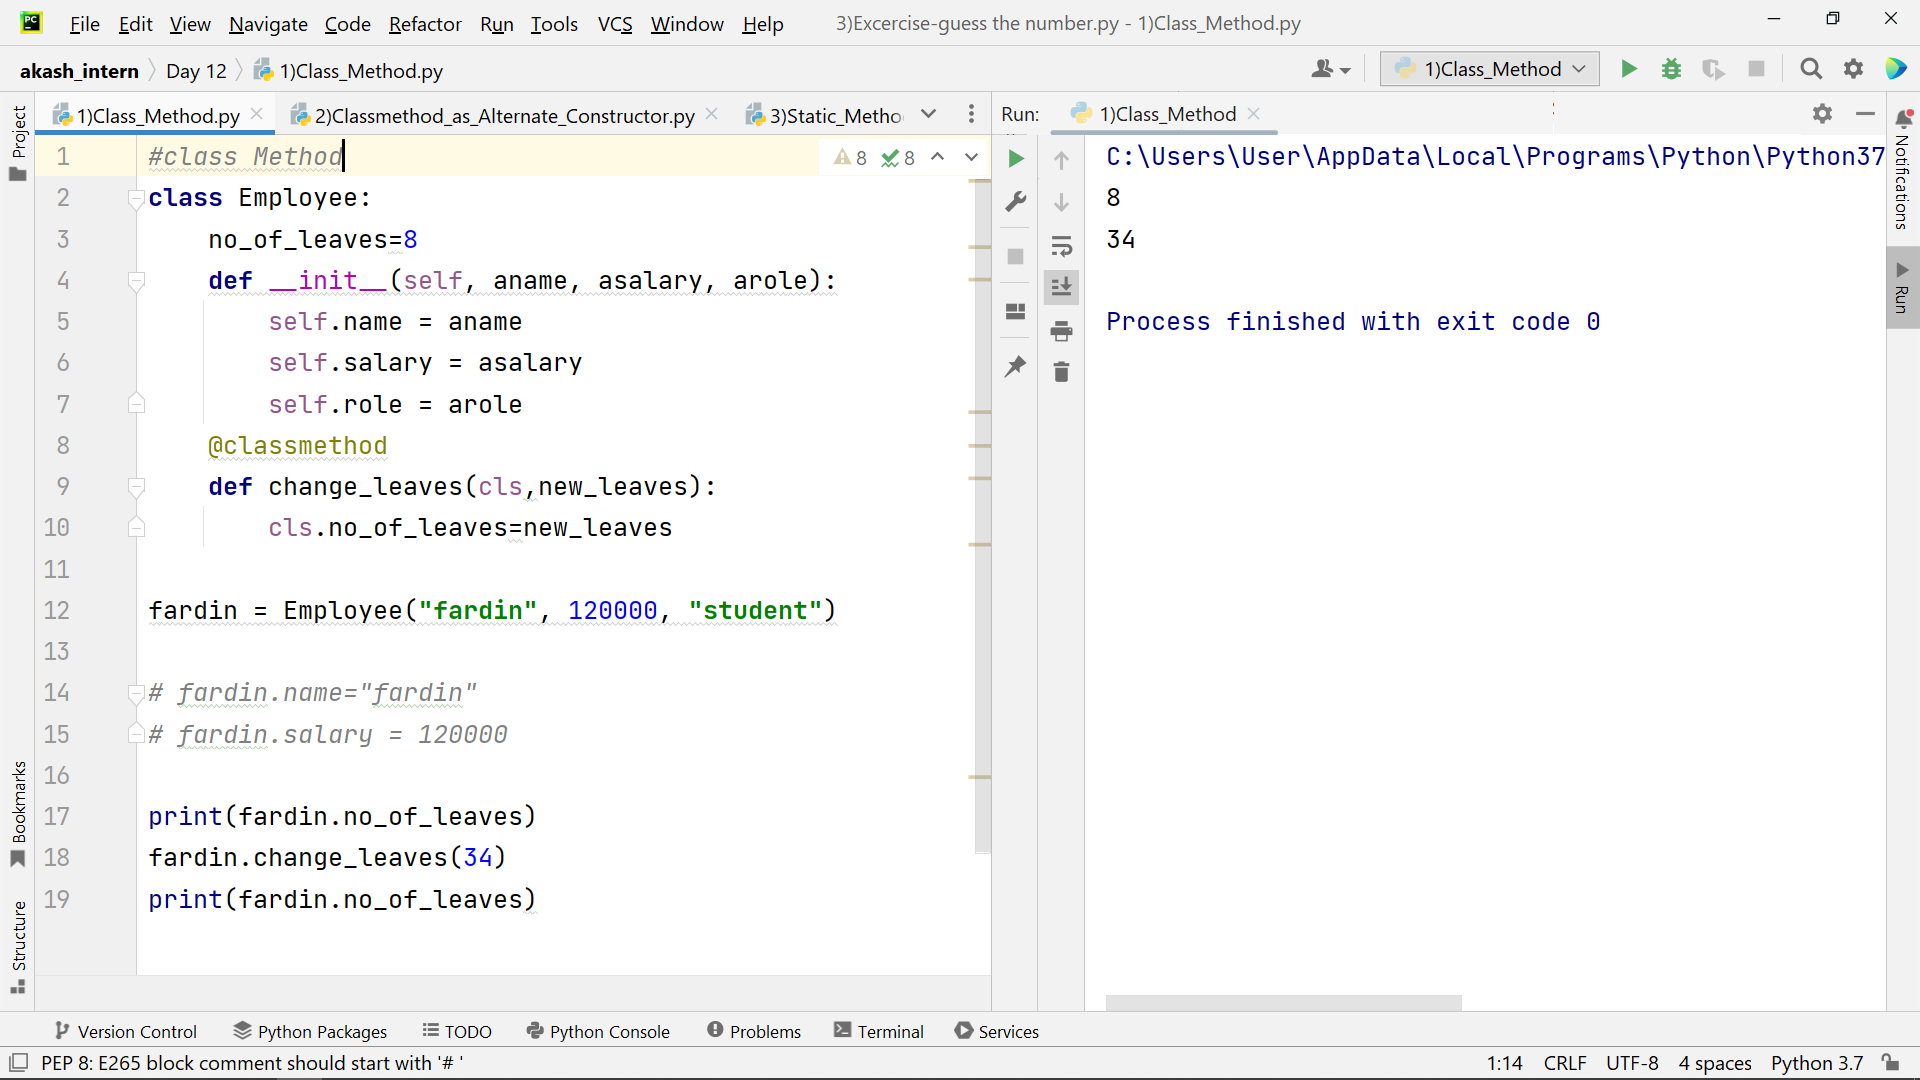 PC
File Edit View Navigate Code Refactor Run Tools VCS Window Help 3)Excercise-guess the number.py - 1)Class_Method.py
akash_intern Day 12 1)Class_Method.py 1)Class_Method
Project
1)Class_Method.py 2)Classmethod_as_Alternate_Constructor.py 3)Static_Metho
Run: 1)Class_Method
8 8
1 #class Method
2 class Employee:
3 no_of_leaves=8
4 def __init__(self, aname, asalary, arole):
5 self.name = aname
6 self.salary = asalary
7 self.role = arole
8 @classmethod
9 def change_leaves(cls,new_leaves):
10 cls.no_of_leaves=new_leaves
11
12 fardin = Employee("fardin", 120000, "student")
13
14 # fardin.name="fardin"
15 # fardin.salary = 120000
16
17 print(fardin.no_of_leaves)
18 fardin.change_leaves(34)
19 print(fardin.no_of_leaves)
C:\Users\User\AppData\Local\Programs\Python\Python37
8
34
Process finished with exit code 0
Notifications
Run
Bookmarks
Structure
Version Control Python Packages TODO Python Console Problems Terminal Services
PEP 8: E265 block comment should start with '# ' 1:14 CRLF UTF-8 4 spaces Python 3.7